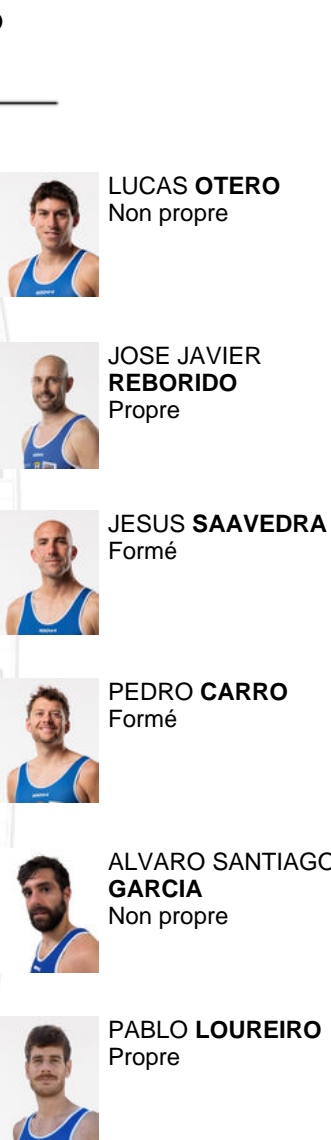 LUCAS OTERO
Non propre
JOSE JAVIER
REBORIDO
Propre
JESUS SAAVEDRA
Formé
PEDRO CARRO
Formé
ALVARO SANTIAGO
GARCIA
Non propre
PABLO LOUREIRO
Propre